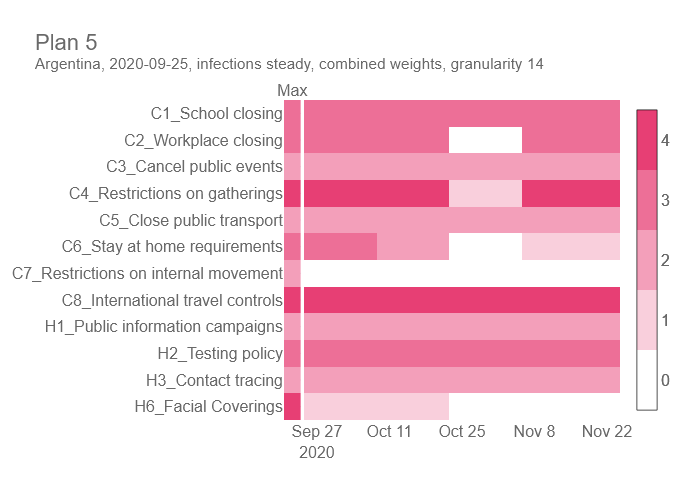 Plan 5
Argentina, 2020-09-25, infections steady, combined weights, granularity 14
Max
C1_School closing
C2_Workplace closing
C3_Cancel public events
C4_Restrictions on gatherings
C5_Close public transport
C6_Stay at home requirements
C7_Restrictions on internal movement
C8_International travel controls
H1_Public information campaigns
H2_Testing policy
H3_Contact tracing
H6_Facial Coverings
4
3
2
1
0
Sep 27 Oct 11 Oct 25 Nov 8 Nov 22
2020